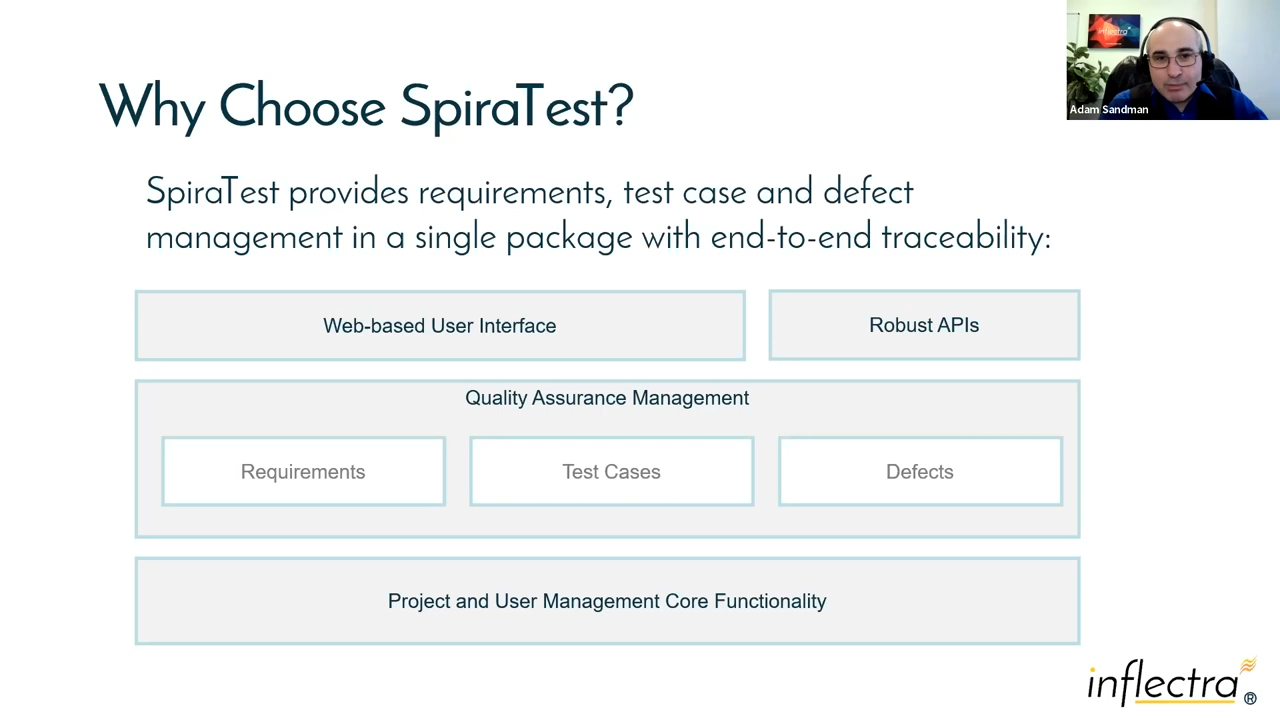 inflectra
Adam Sandman
Why Choose SpiraTest?
SpiraTest provides requirements, test case and defect
management in a single package with end-to-end traceability:
Web-based User Interface
Robust APIs
Quality Assurance Management
Requirements
Test Cases
Defects
Project and User Management Core Functionality
inflectra®